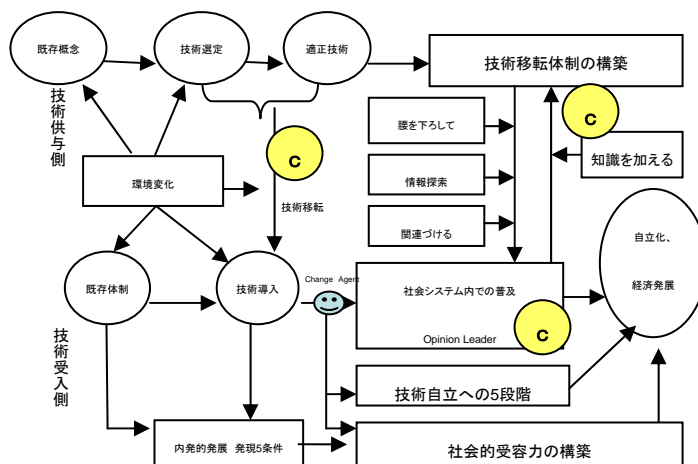 既存概念
技術選定
適正技術
技術移転体制の構築
技術供与側
腰を下ろして
C
C
知識を加える
環境変化
情報探索
技術移転
関連づける
自立化、
経済発展
既存体制
技術導入
Change Agent
社会システム内での普及
C
Opinion Leader
技術受入側
技術自立への5段階
内発的発展 発現5条件
社会的受容力の構築